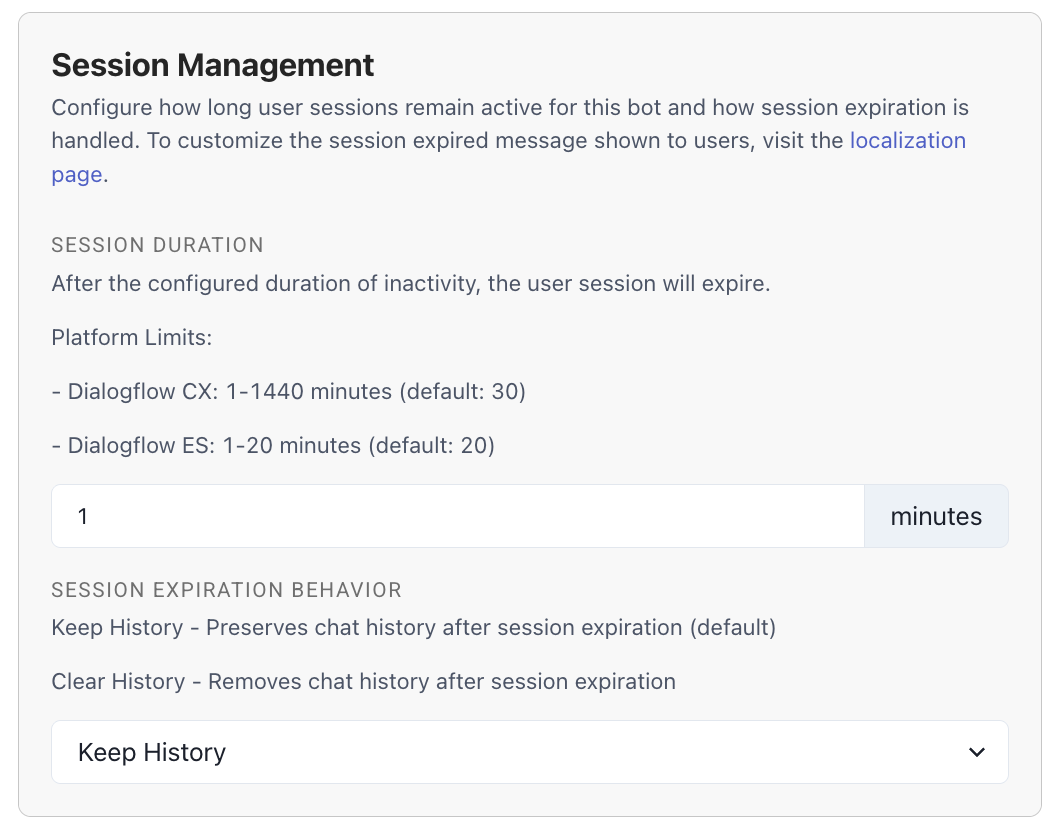 Session Management
Configure how long user sessions remain active for this bot and how session expiration is
handled. To customize the session expired message shown to users, visit the localization
page.
SESSION DURATION
After the configured duration of inactivity, the user session will expire.
Platform Limits:
- Dialogflow CX: 1-1440 minutes (default: 30)
- Dialogflow ES: 1-20 minutes (default: 20)
1 minutes
SESSION EXPIRATION BEHAVIOR
Keep History - Preserves chat history after session expiration (default)
Clear History - Removes chat history after session expiration
Keep History